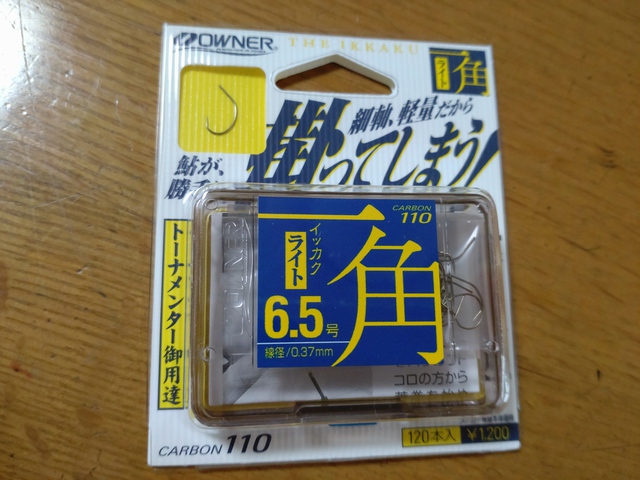 OWNER
THE IKKAKU
一角
ライト
細軸、軽量だから
掛ってしまう!
鮎が、
勝手に
トーナメンター御用達
CARBON
110
一角
イッカク
ライト
6.5号
線径/0.37mm
コロの方から
CARBON 110
120本入 ¥1,200